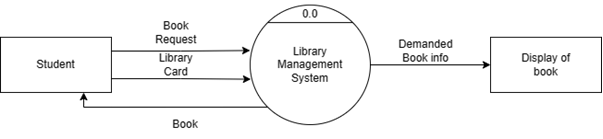 0.0
Book
Request
Student
Library
Card
Library
Management
System
Demanded
Book info
Display of
book
Book